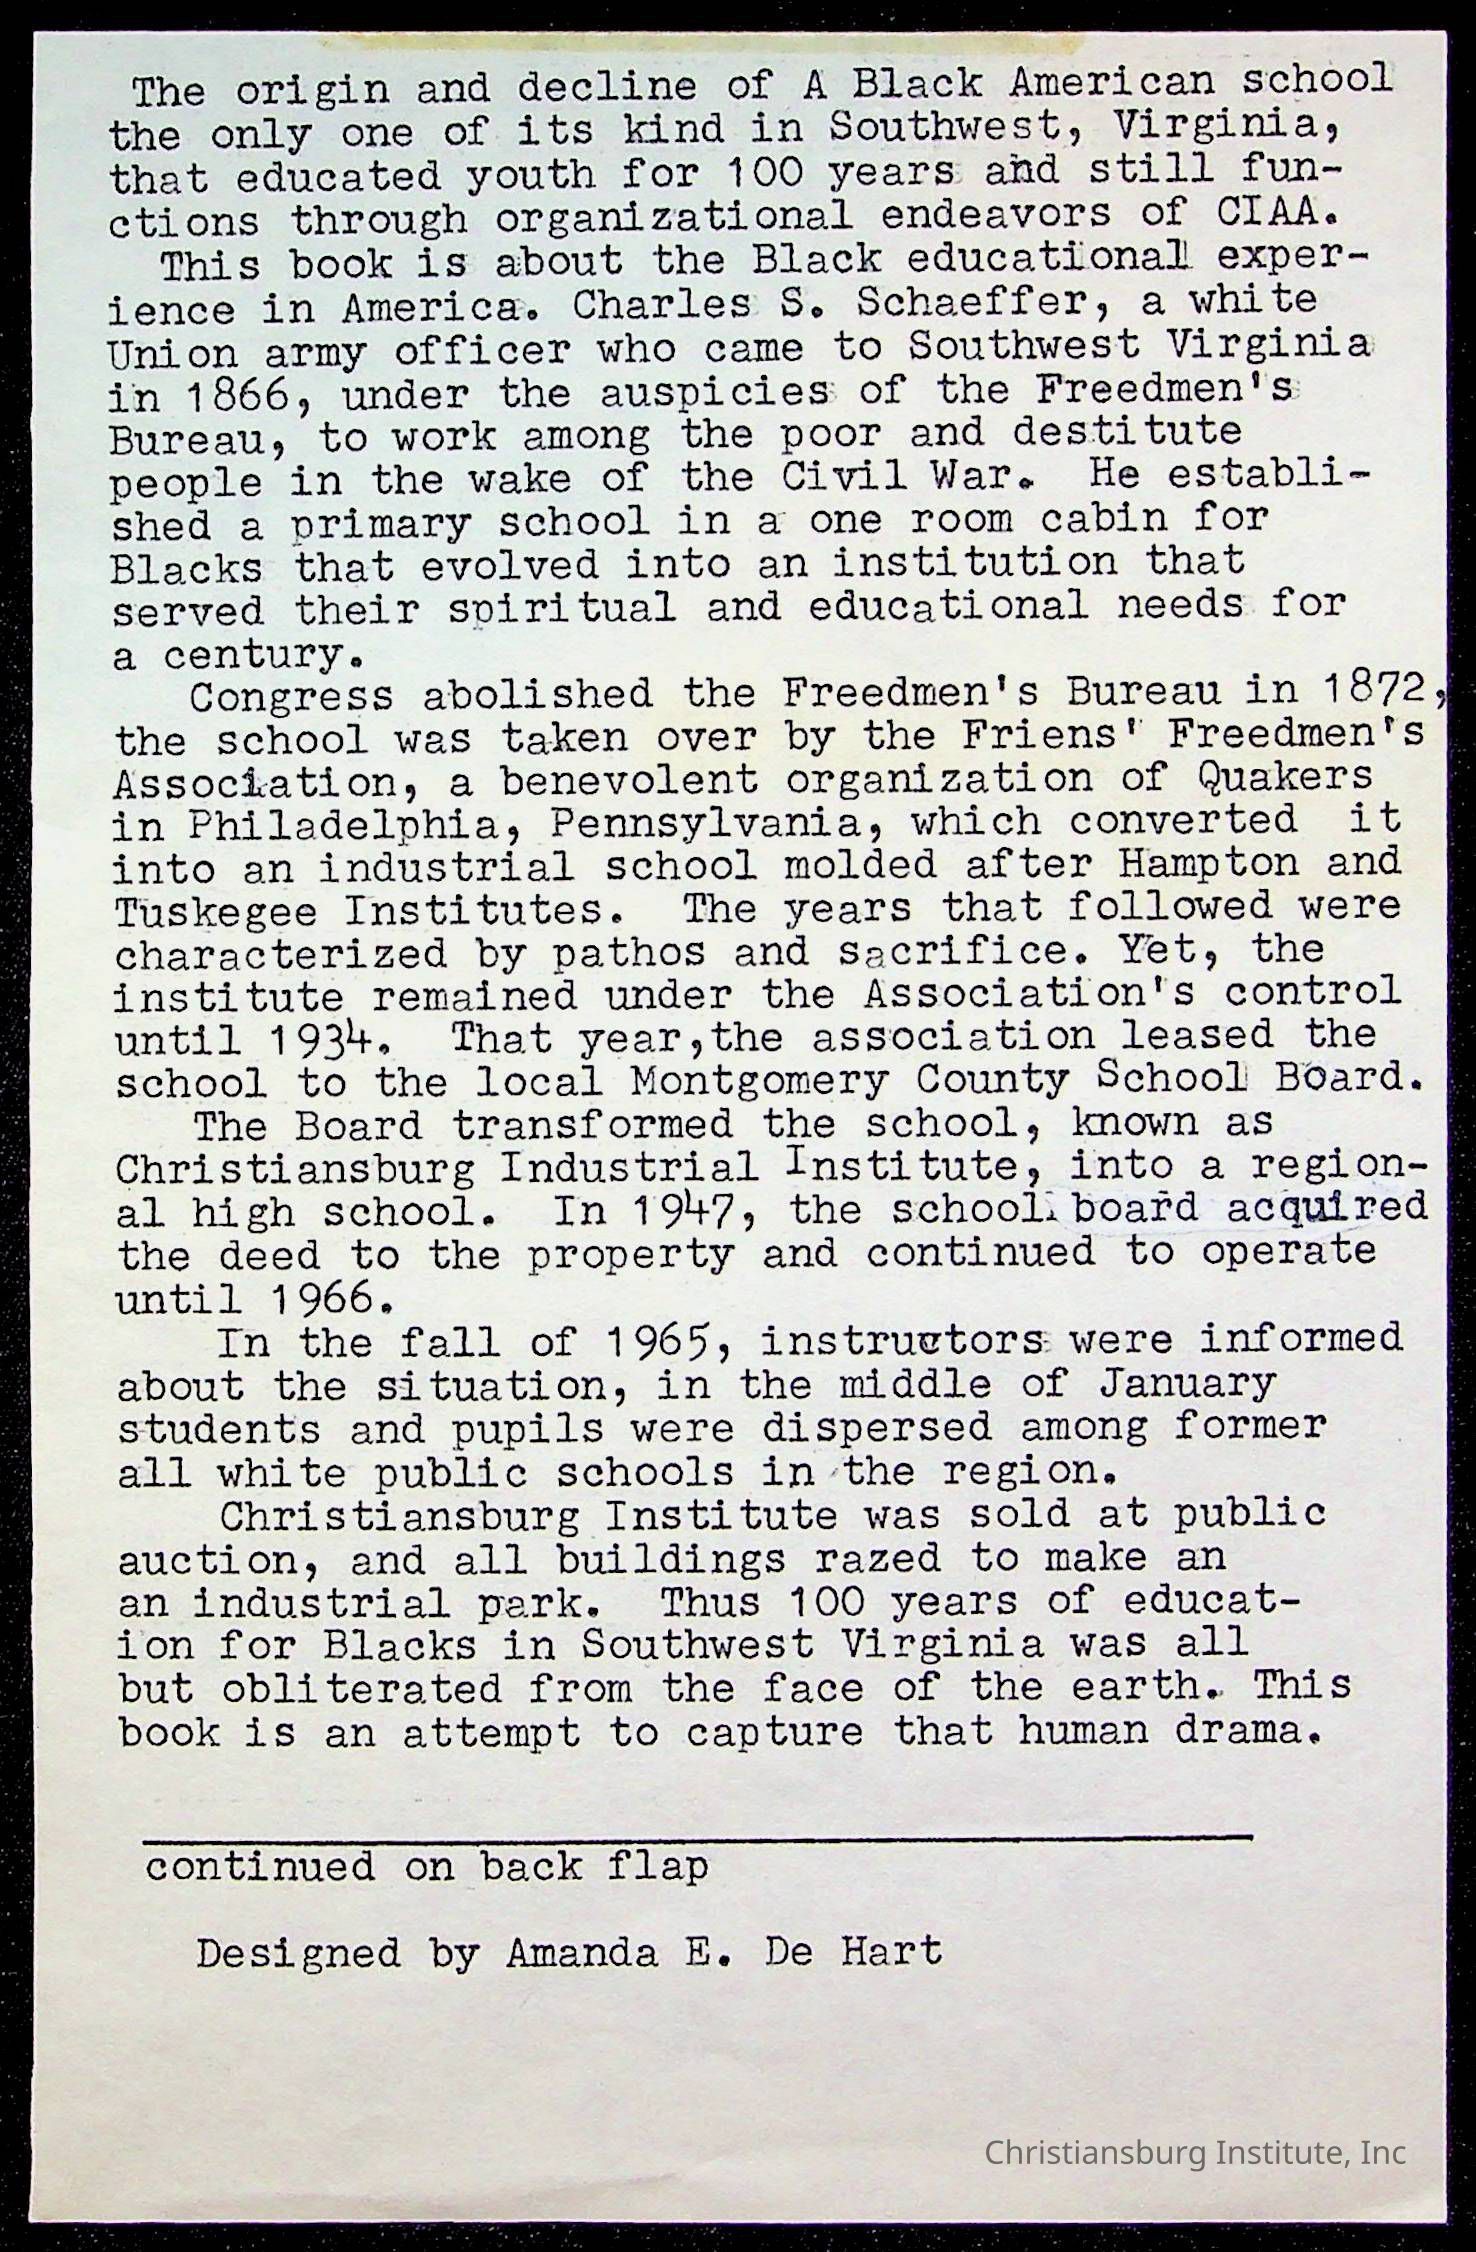 The origin and decline of A Black American school
the only one of its kind in Southwest, Virginia,
that educated youth for 100 years and still fun-
ctions through organizational endeavors of CIAA.
This book is about the Black educational exper-
ience in America. Charles S. Schaeffer, a white
Union army officer who came to Southwest Virginia
in 1866, under the auspicies of the Freedmen's
Bureau, to work among the poor and destitute
people in the wake of the Civil War. He establi-
shed a primary school in a one room cabin for
Blacks that evolved into an institution that
served their spiritual and educational needs for
a century.
Congress abolished the Freedmen's Bureau in 1872,
the school was taken over by the Friens' Freedmen's
Association, a benevolent organization of Quakers
in Philadelphia, Pennsylvania, which converted it
into an industrial school molded after Hampton and
Tuskegee Institutes. The years that followed were
characterized by pathos and sacrifice. Yet, the
institute remained under the Association's control
until 1934. That year,the association leased the
school to the local Montgomery County School Board.
The Board transformed the school, known as
Christiansburg Industrial Institute, into a region-
al high school. In 1947, the school board acquired
the deed to the property and continued to operate
until 1966.
In the fall of 1965, instructors were informed
about the situation, in the middle of January
students and pupils were dispersed among former
all white public schools in the region.
Christiansburg Institute was sold at public
auction, and all buildings razed to make an
an industrial park. Thus 100 years of educat-
ion for Blacks in Southwest Virginia was all
but obliterated from the face of the earth. This
book is an attempt to capture that human drama.
continued on back flap
Designed by Amanda E. De Hart
Christiansburg Institute, Inc